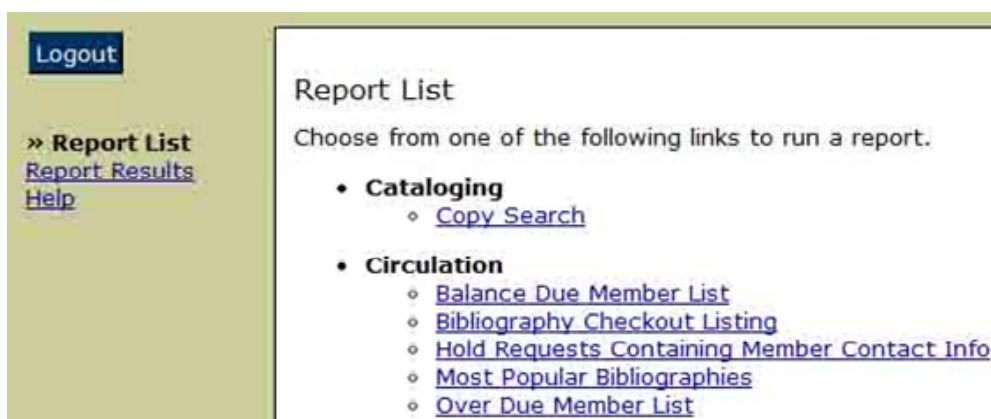 Logout
» Report List
Report Results
Help
Report List
Choose from one of the following links to run a report.
• Cataloging
◦ Copy Search
• Circulation
◦ Balance Due Member List
◦ Bibliography Checkout Listing
◦ Hold Requests Containing Member Contact Info
◦ Most Popular Bibliographies
◦ Over Due Member List